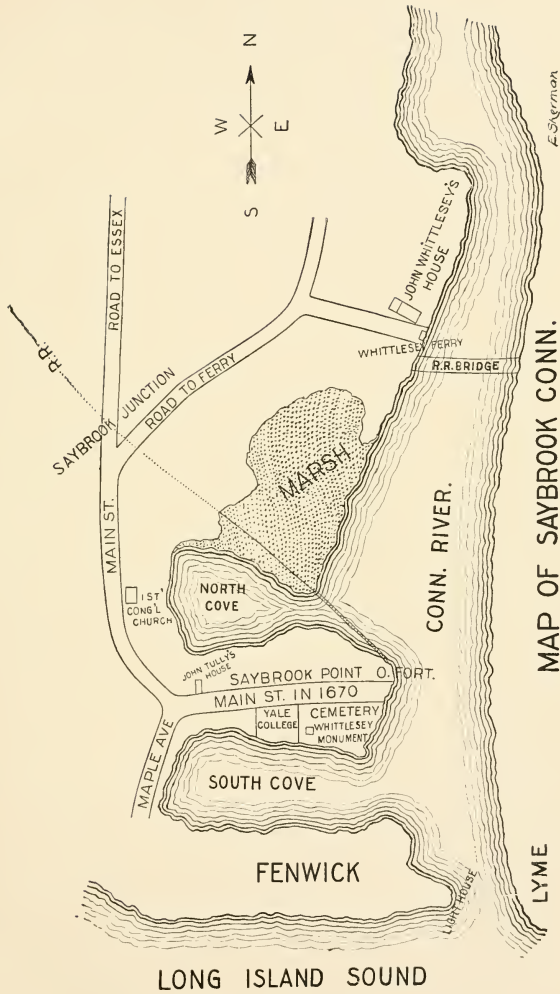 N
W
E
S
E. Sherman
ROAD TO ESSEX
R.R.
SAYBROOK JUNCTION
ROAD TO FERRY
MAIN ST.
JOHN WHITTLESEY'S
HOUSE
WHITTLESEY FERRY
R.R. BRIDGE
MARSH
NORTH
COVE
1ST'
CONG'L
CHURCH
JOHN TULLY'S
HOUSE
SAYBROOK POINT
O. FORT.
MAIN ST. IN 1670
YALE
COLLEGE
CEMETERY
WHITTLESEY
MONUMENT
MAPLE AVE
SOUTH COVE
CONN. RIVER.
FENWICK
LIGHT HOUSE
LYME
LONG ISLAND SOUND
MAP OF SAYBROOK CONN.